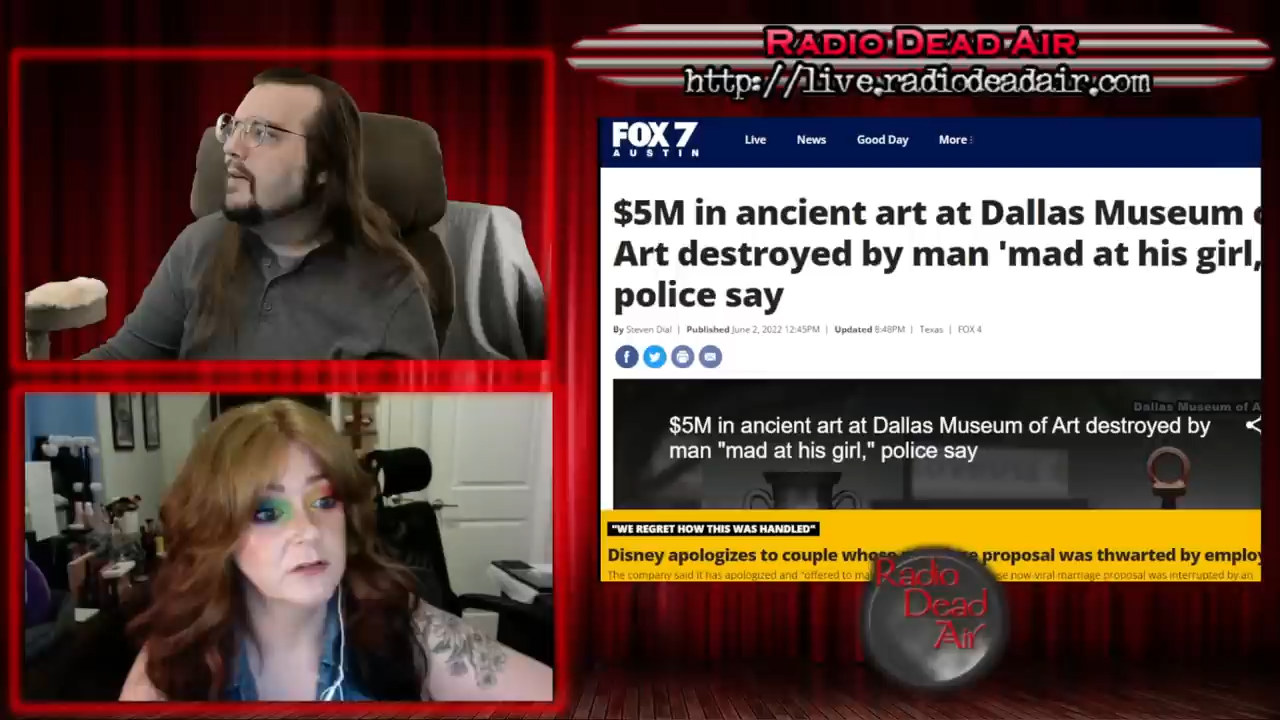 Radio Dead Air
http://live.radiodeadair.com
FOX 7
AUSTIN
Live
News
Good Day
More
$5M in ancient art at Dallas Museum
Art destroyed by man 'mad at his girl,
police say
By Steven Dial | Published June 2, 2022 12:45PM | Updated 8:48PM | Texas | FOX 4
Dallas Museum of A
$5M in ancient art at Dallas Museum of Art destroyed by
man "mad at his girl," police say
"WE REGRET HOW THIS WAS HANDLED"
Disney apologizes to couple whose proposal was thwarted by emplo
The company said it has apologized and "offered to ma se now-viral marriage proposal was interrupted by an
Radio
Dead
Air